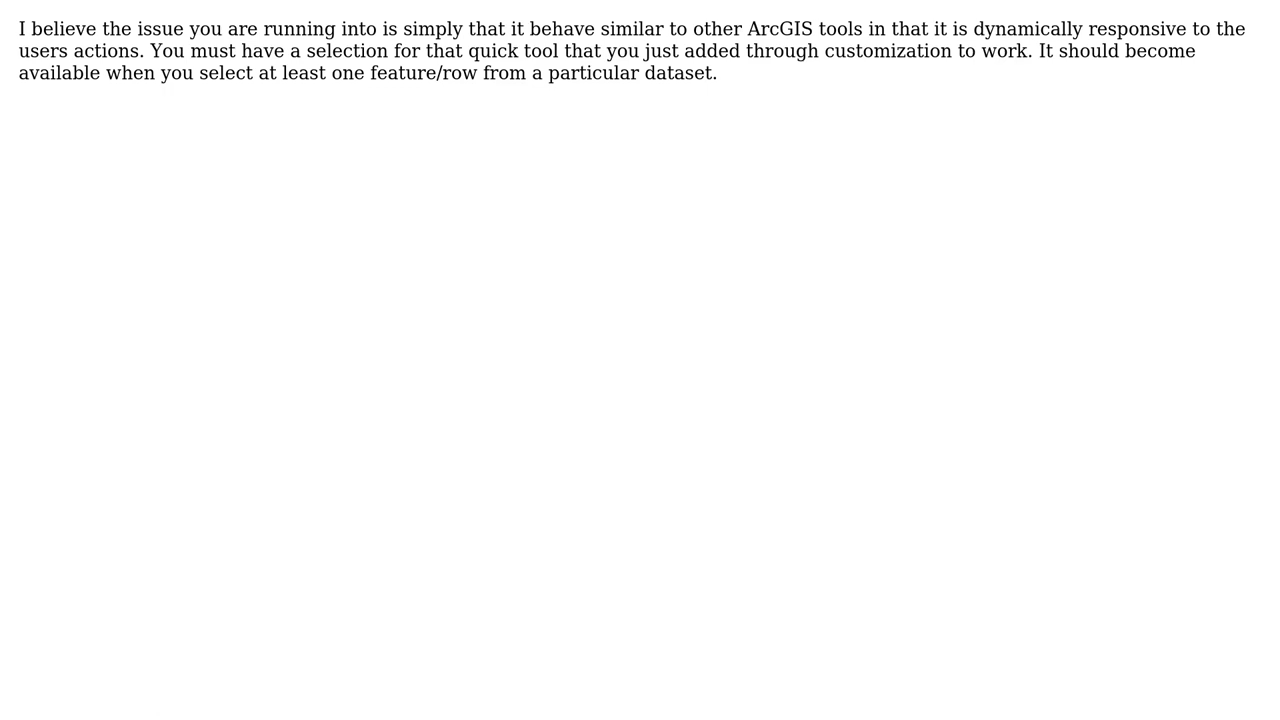 I believe the issue you are running into is simply that it behave similar to other ArcGIS tools in that it is dynamically responsive to the
users actions. You must have a selection for that quick tool that you just added through customization to work. It should become
available when you select at least one feature/row from a particular dataset.